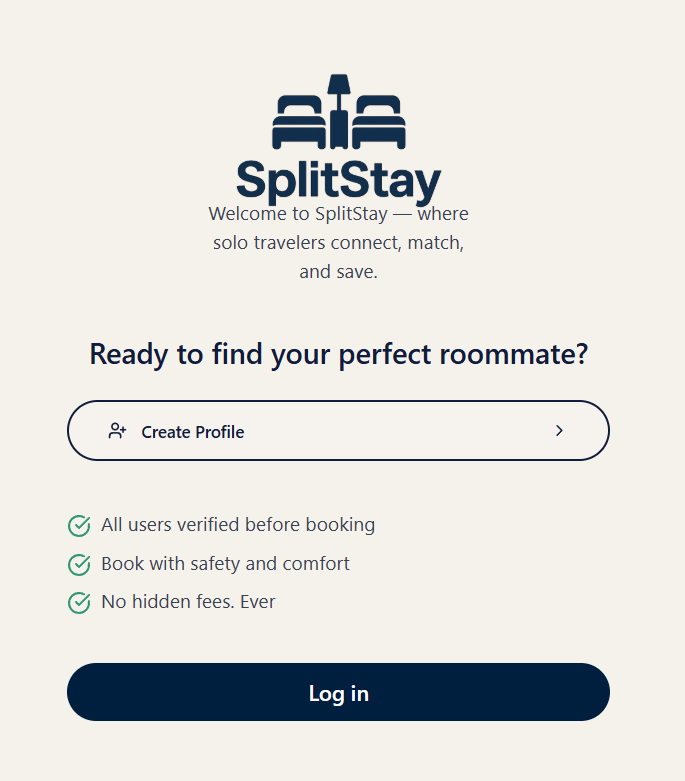 SplitStay
Welcome to SplitStay — where
solo travelers connect, match,
and save.
Ready to find your perfect roommate?
Create Profile
All users verified before booking
Book with safety and comfort
No hidden fees. Ever
Log in